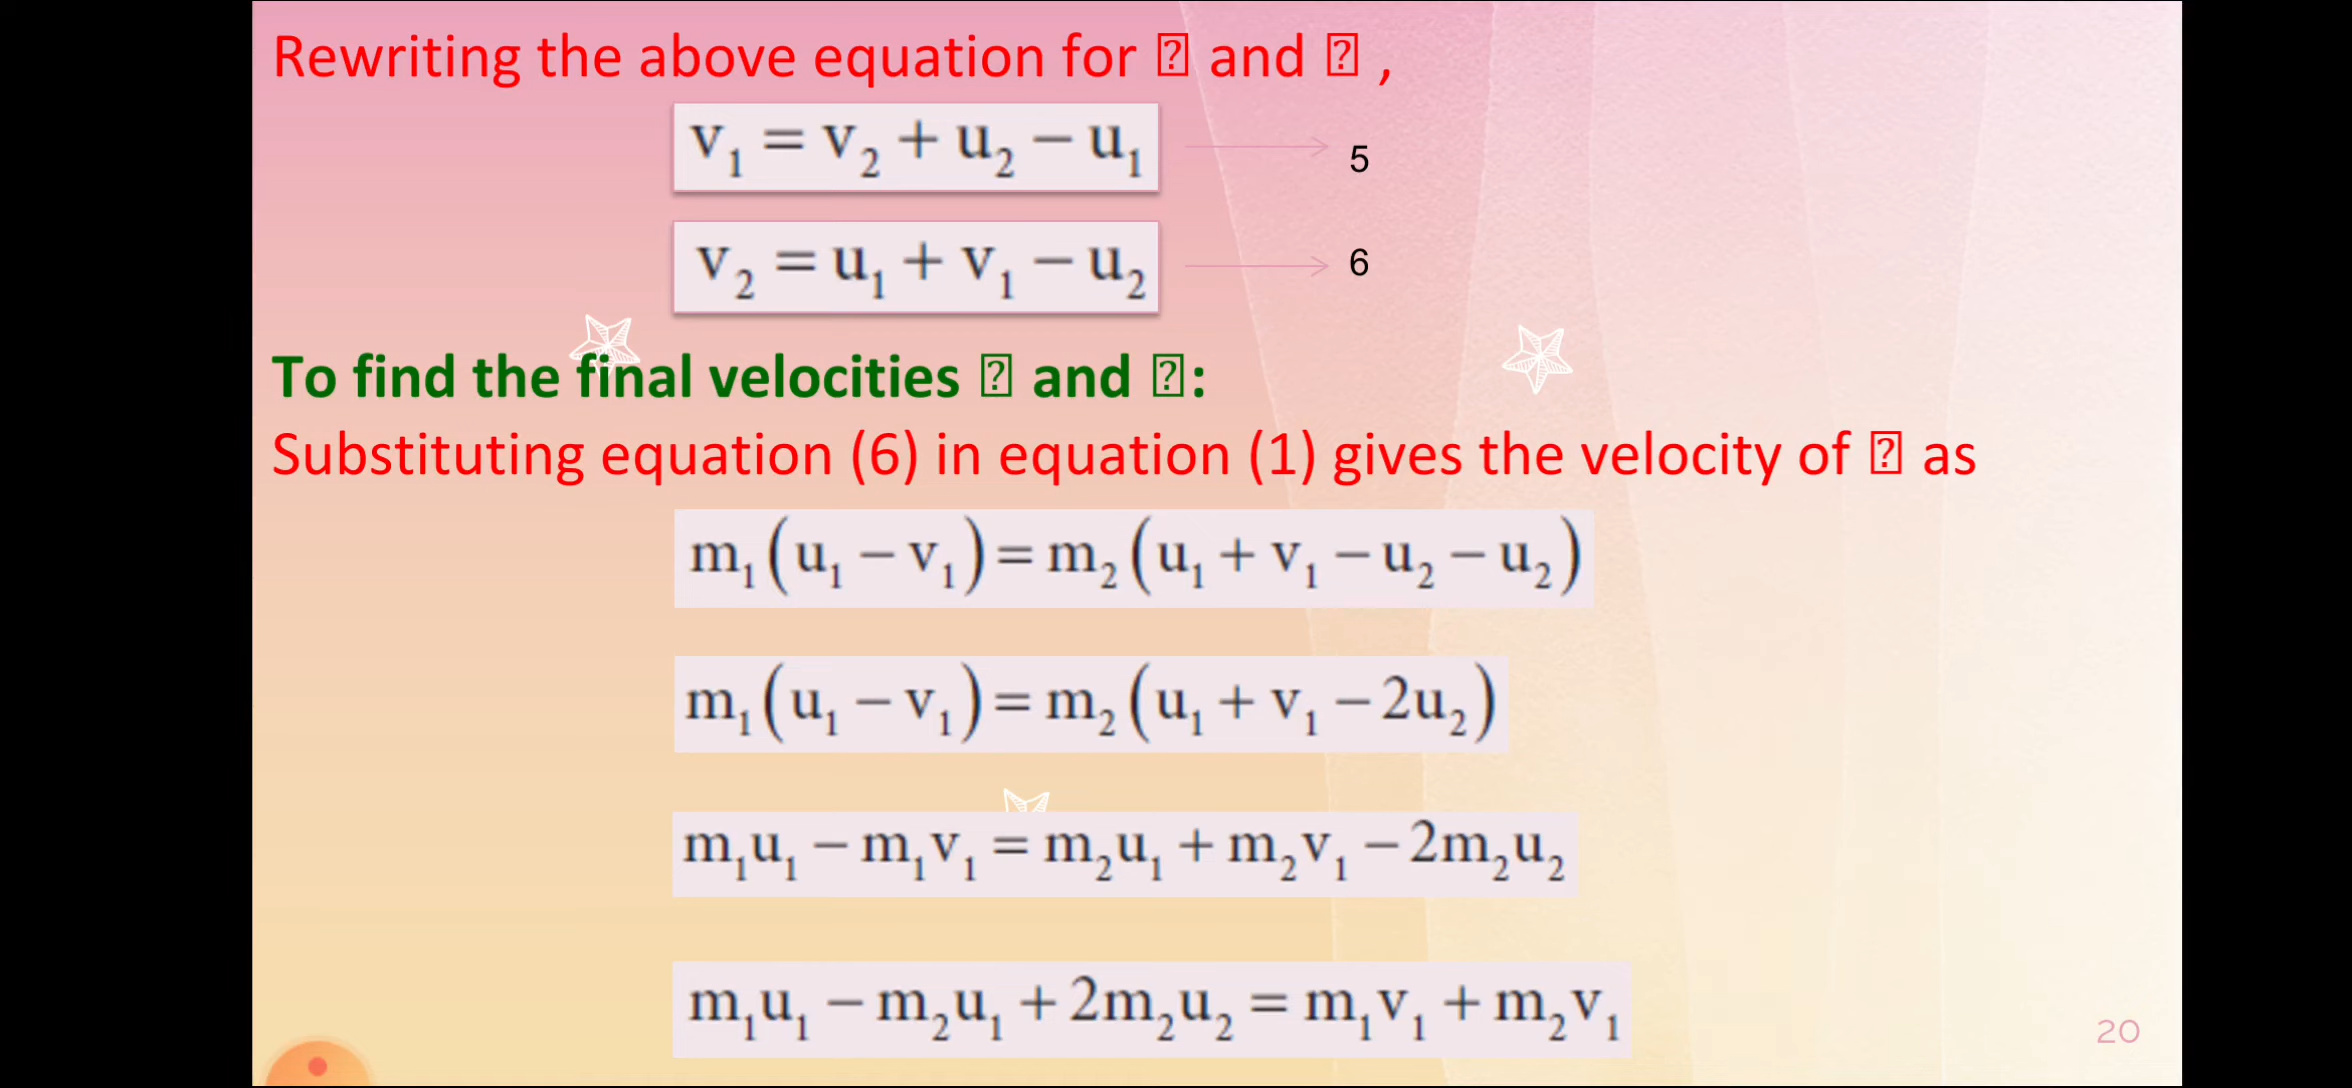 Rewriting the above equation for ⍰ and ⍰ ,
v₁ = v₂ + u₂ − u₁
5
v₂ = u₁ + v₁ − u₂
6
To find the final velocities ⍰ and ⍰:
Substituting equation (6) in equation (1) gives the velocity of ⍰ as
m₁(u₁ − v₁) = m₂(u₁ + v₁ − u₂ − u₂)
m₁(u₁ − v₁) = m₂(u₁ + v₁ − 2u₂)
m₁u₁ − m₁v₁ = m₂u₁ + m₂v₁ − 2m₂u₂
m₁u₁ − m₂u₁ + 2m₂u₂ = m₁v₁ + m₂v₁
20